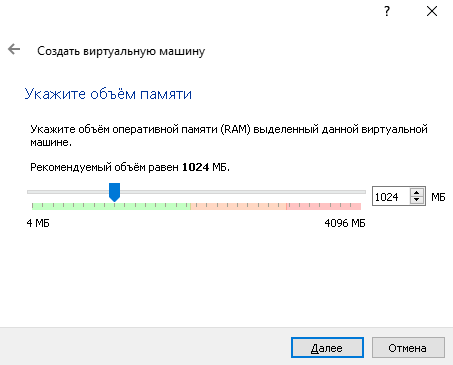 ?
Создать виртуальную машину
Укажите объём памяти
Укажите объём оперативной памяти (RAM) выделенный данной виртуальной
машине.
Рекомендуемый объём равен 1024 МБ.
1024 МБ
4 МБ 4096 МБ
Далее Отмена